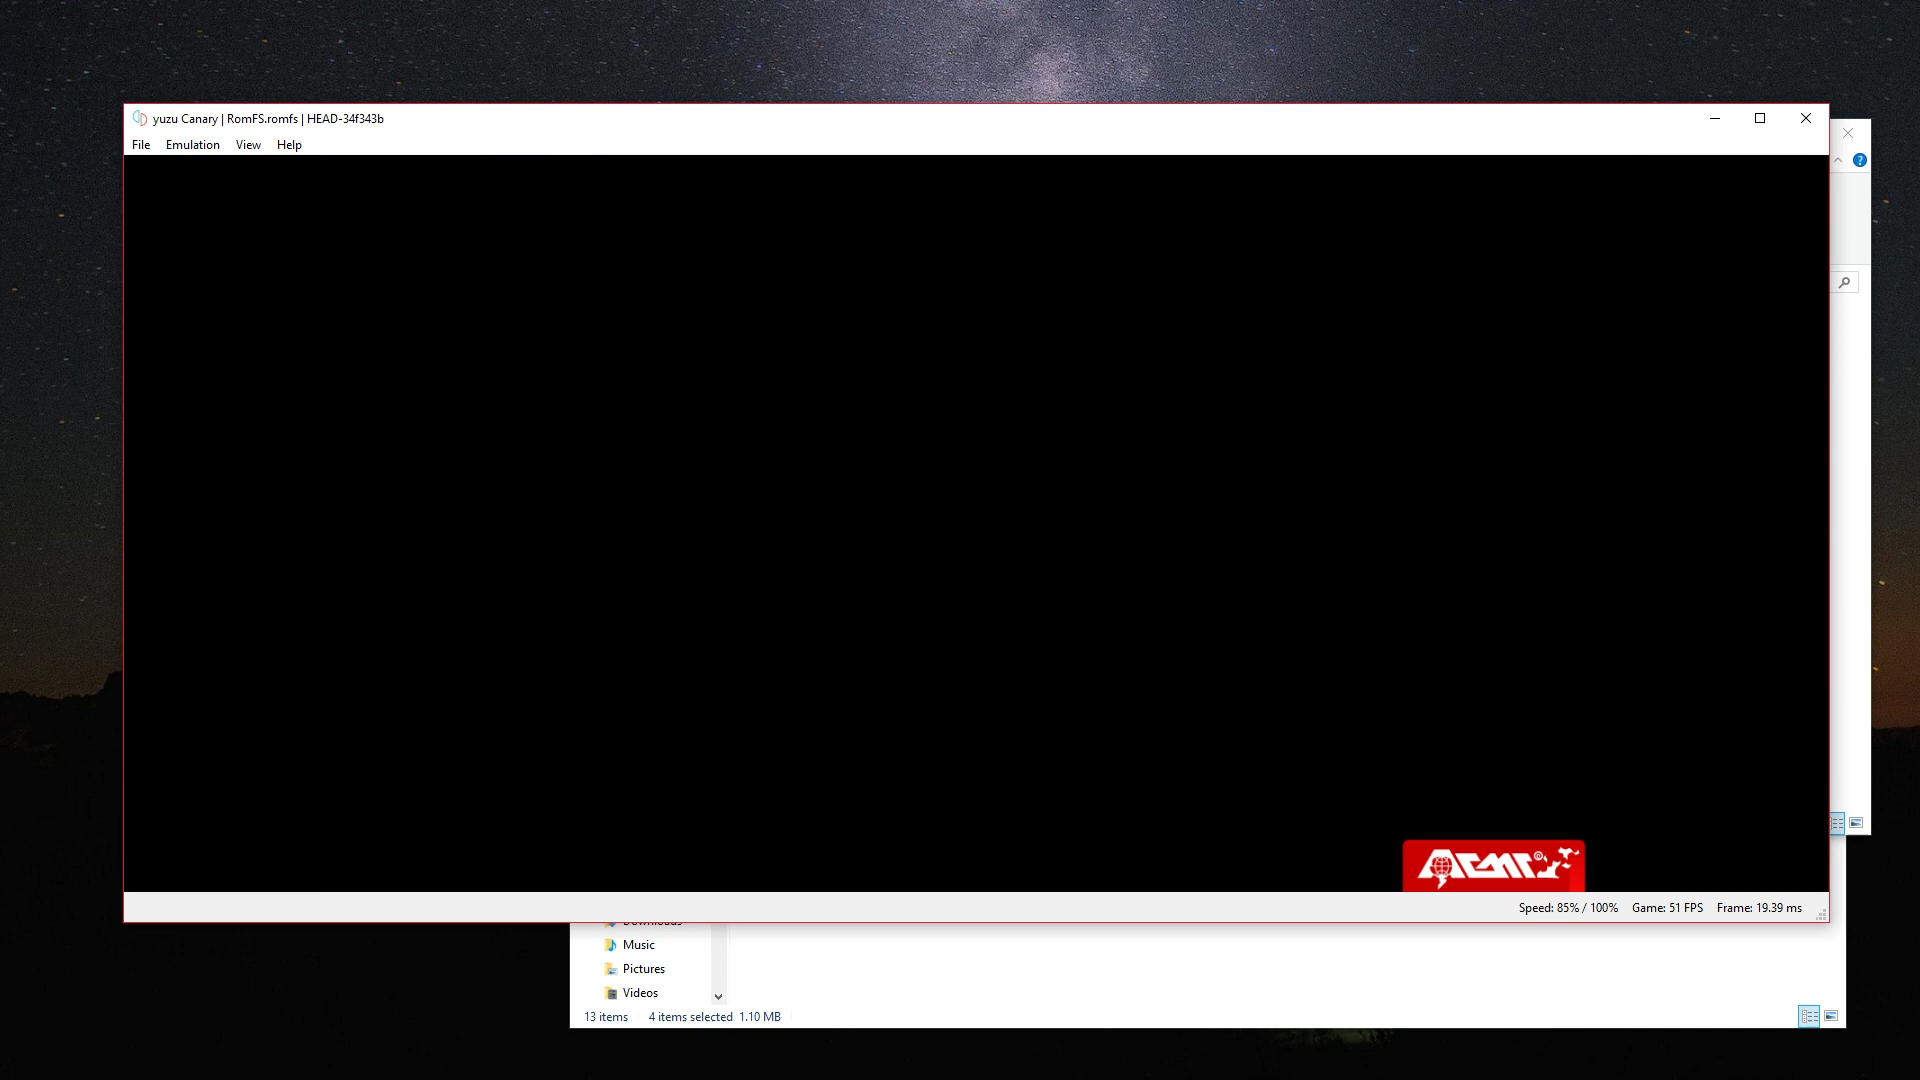 yuzu Canary | RomFS.romfs | HEAD-34f343b
File Emulation View Help
Speed: 85% / 100% Game: 51 FPS Frame: 19.39 ms
Downloads
Music
Pictures
Videos
13 items 4 items selected 1.10 MB